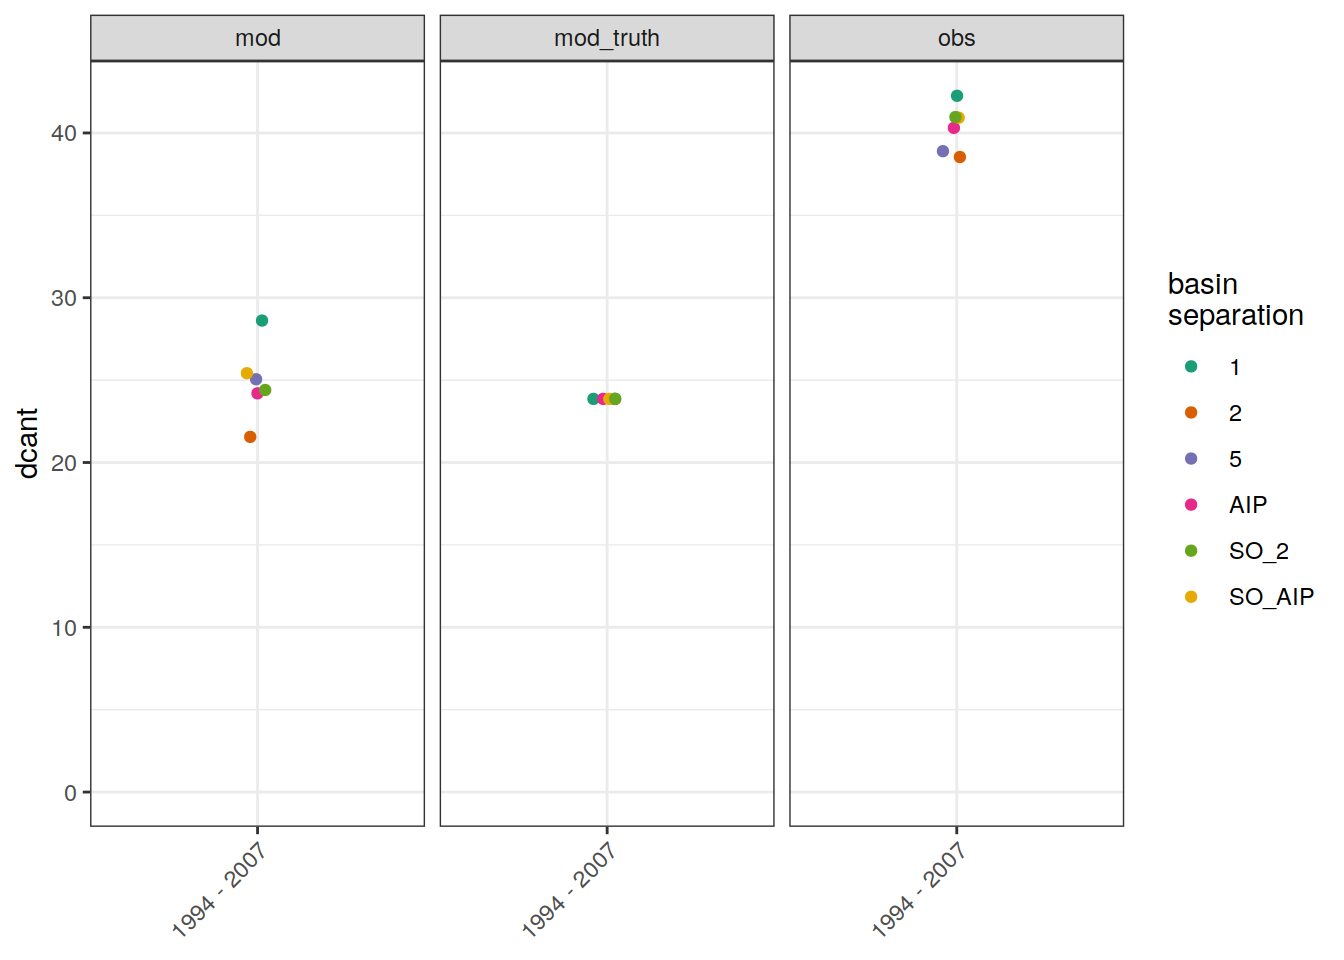 mod
mod_truth
obs
dcant
40
30
20
10
0
1994 - 2007
1994 - 2007
1994 - 2007
basin
separation
1
2
5
AIP
SO_2
SO_AIP